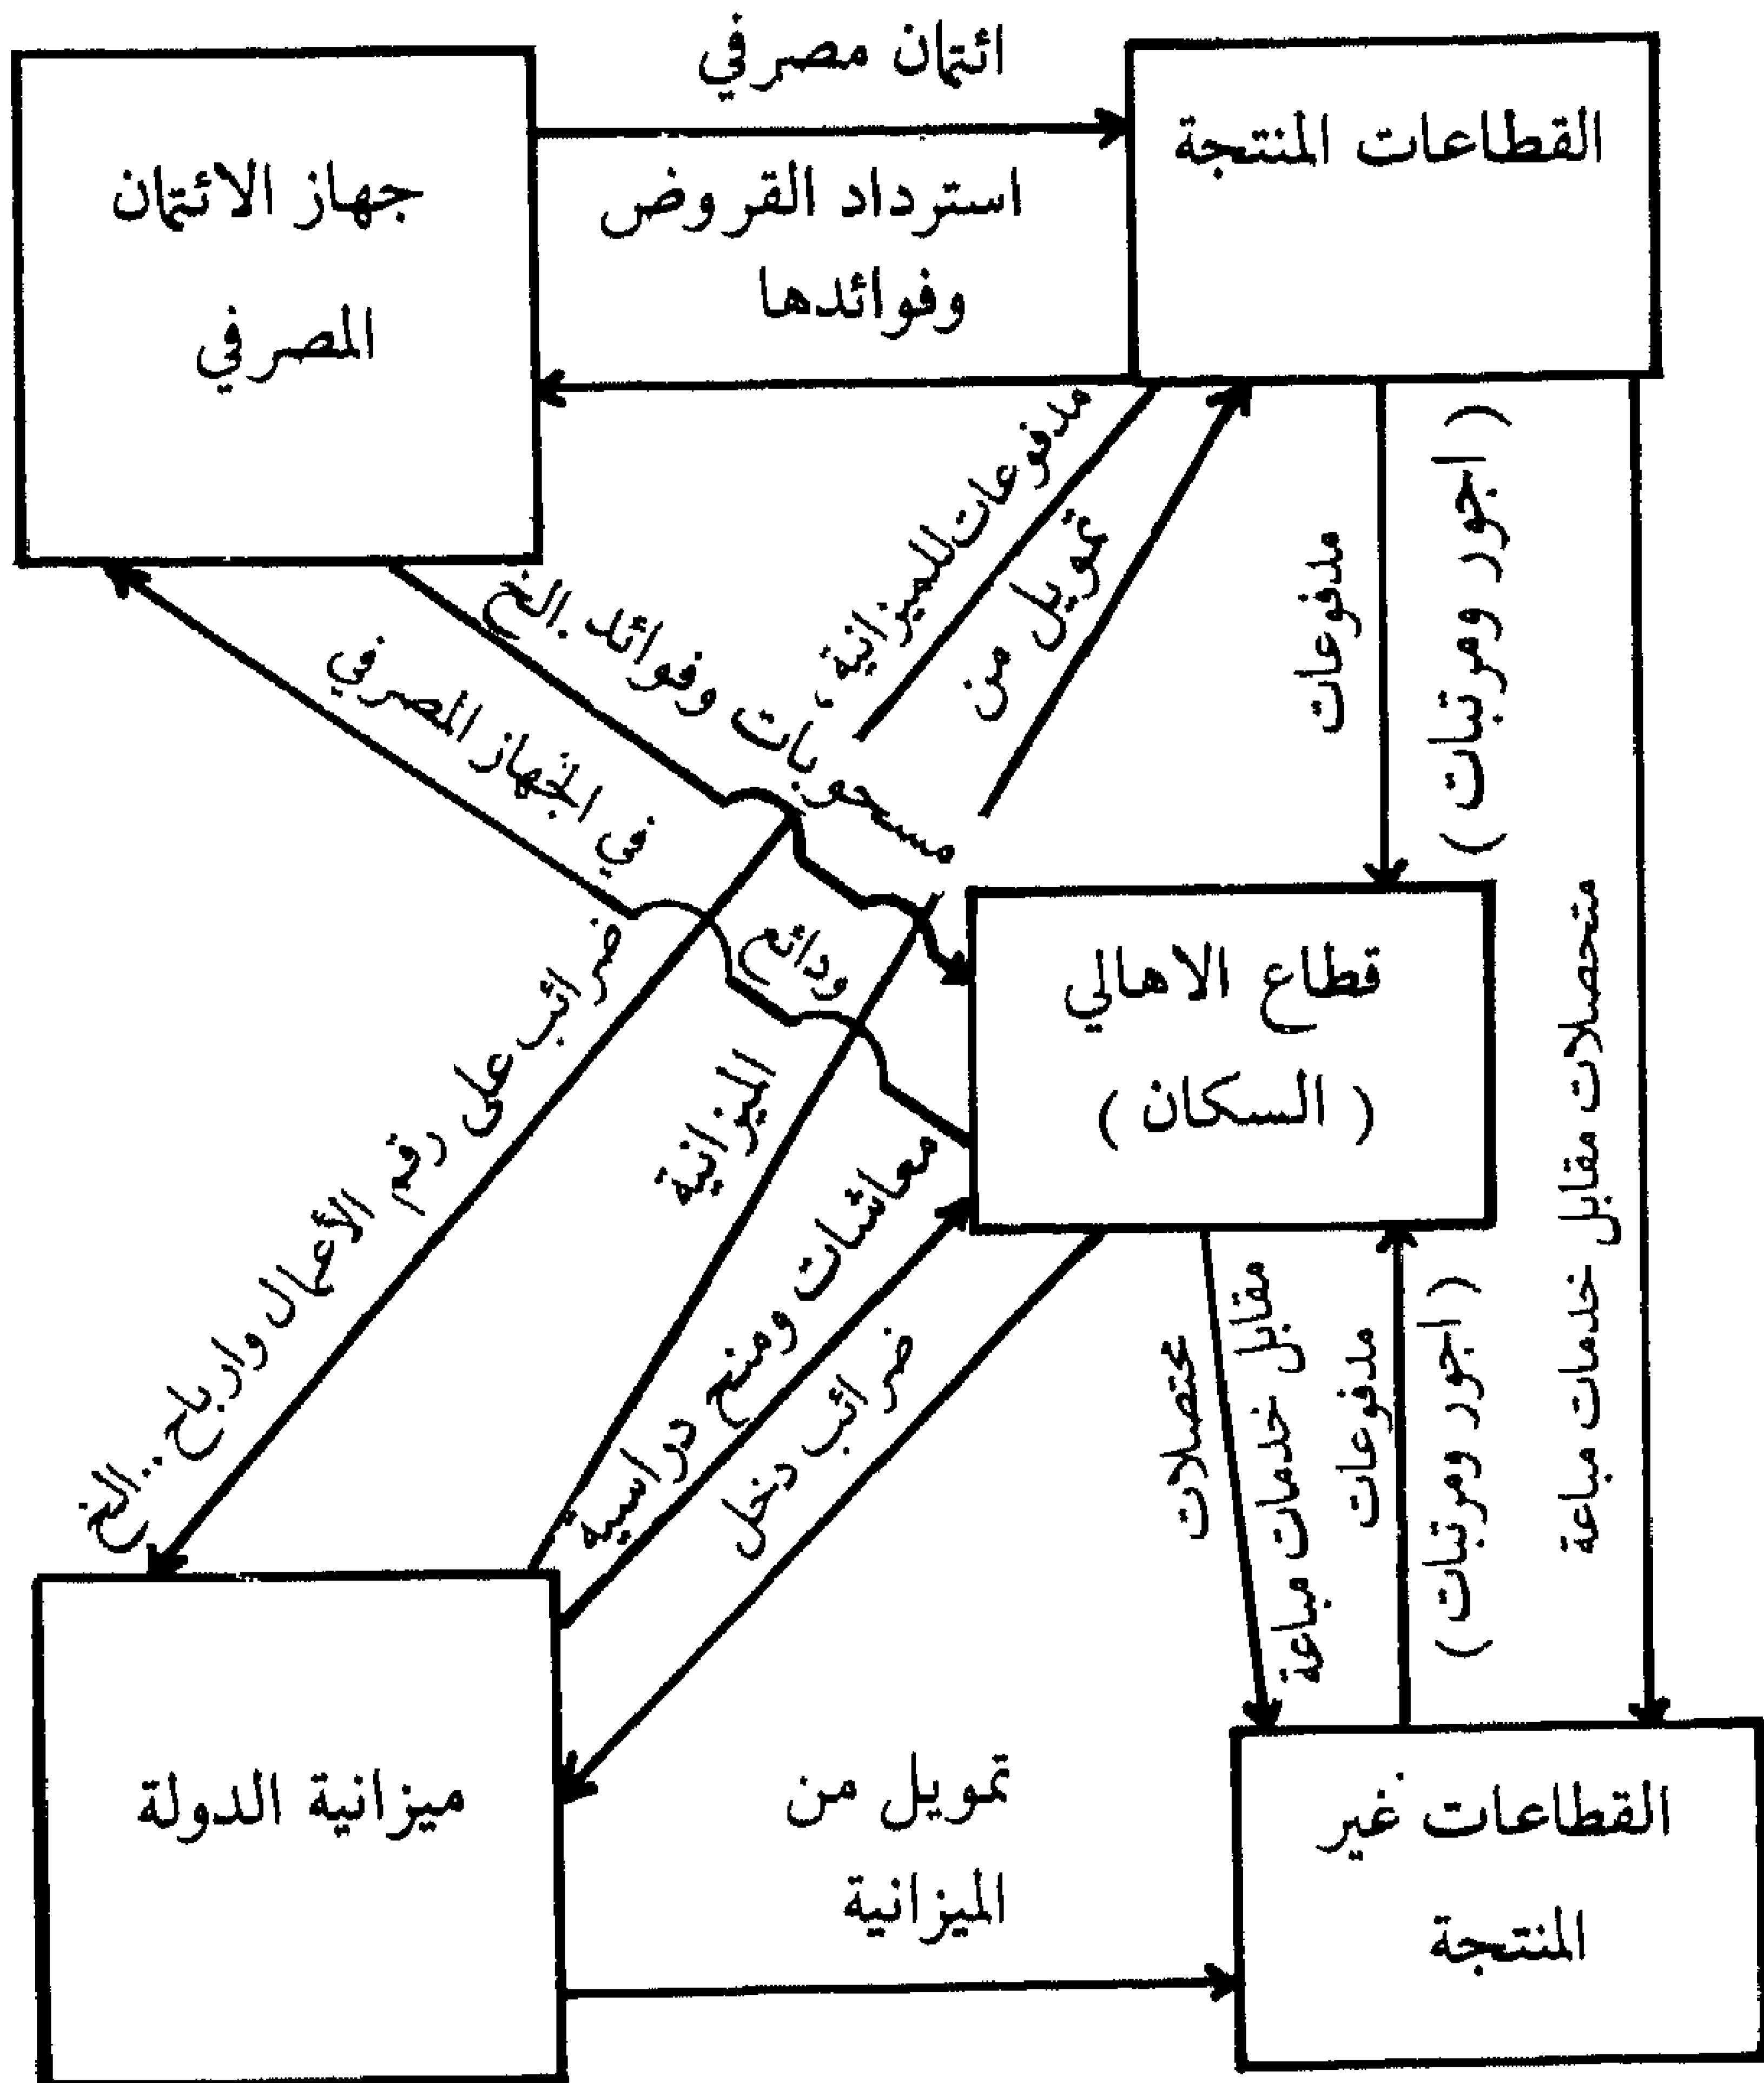 القطاعات المنتجة
ائتمان مصرفي
استرداد القروض
وفوائدها
جهاز الائتمان
المصرفي
مدفوعات للميزانية،
ضرائب على رقم الأعمال وارباح ..الخ
تمويل من
الميزانية
مسحوبات وفوائد .الخ
ودائع
في الجهاز المصرفي
مدفوعات
(اجور ومرتبات)
متحصلات مقابل خدمات مباعة
قطاع الاهالي
(السكان)
معاشات ومنح دراسية
ضرائب دخل
محتصلات
مقابل خدمات مباعة
مدفوعات
(اجور ومرتبات)
القطاعات غير
المنتجة
تمويل من
الميزانية
ميزانية الدولة